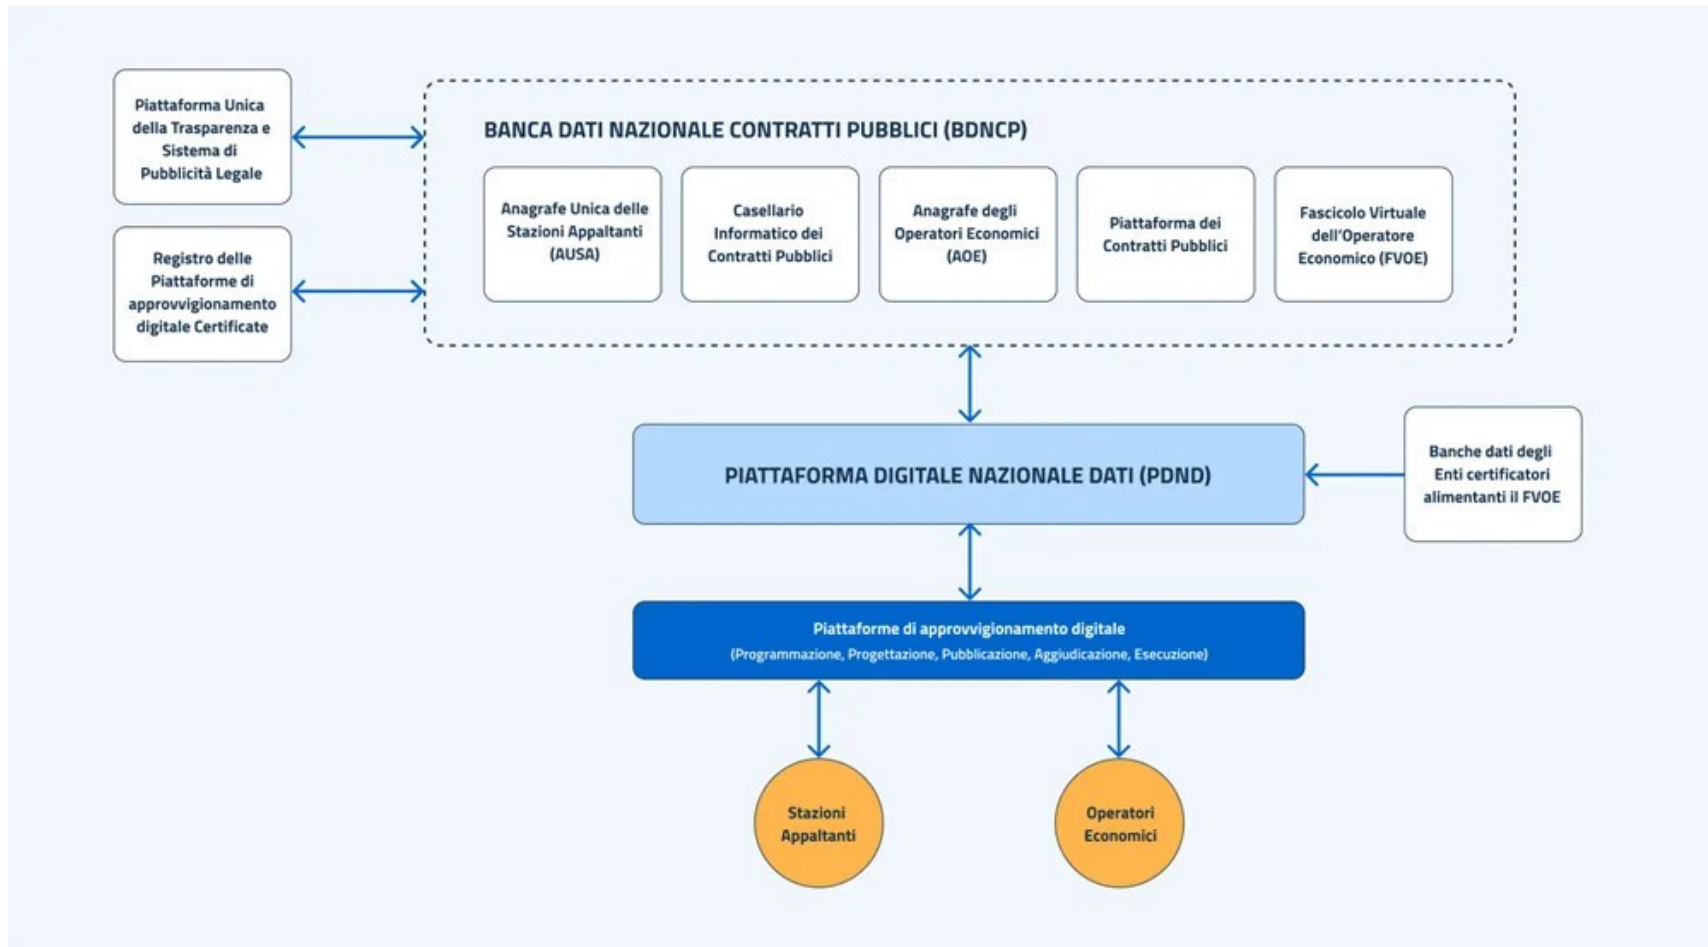 Piattaforma Unica
della Trasparenza e
Sistema di
Pubblicità Legale
Registro delle
Piattaforme di
approvvigionamento
digitale Certificate
BANCA DATI NAZIONALE CONTRATTI PUBBLICI (BDNCP)
Anagrafe Unica delle
Stazioni Appaltanti
(AUSA)
Casellario
Informatico dei
Contratti Pubblici
Anagrafe degli
Operatori Economici
(AOE)
Piattaforma dei
Contratti Pubblici
Fascicolo Virtuale
dell'Operatore
Economico (FVOE)
PIATTAFORMA DIGITALE NAZIONALE DATI (PDND)
Banche dati degli
Enti certificatori
alimentanti il FVOE
Piattaforme di approvvigionamento digitale
(Programmazione, Progettazione, Pubblicazione, Aggiudicazione, Esecuzione)
Stazioni
Appaltanti
Operatori
Economici